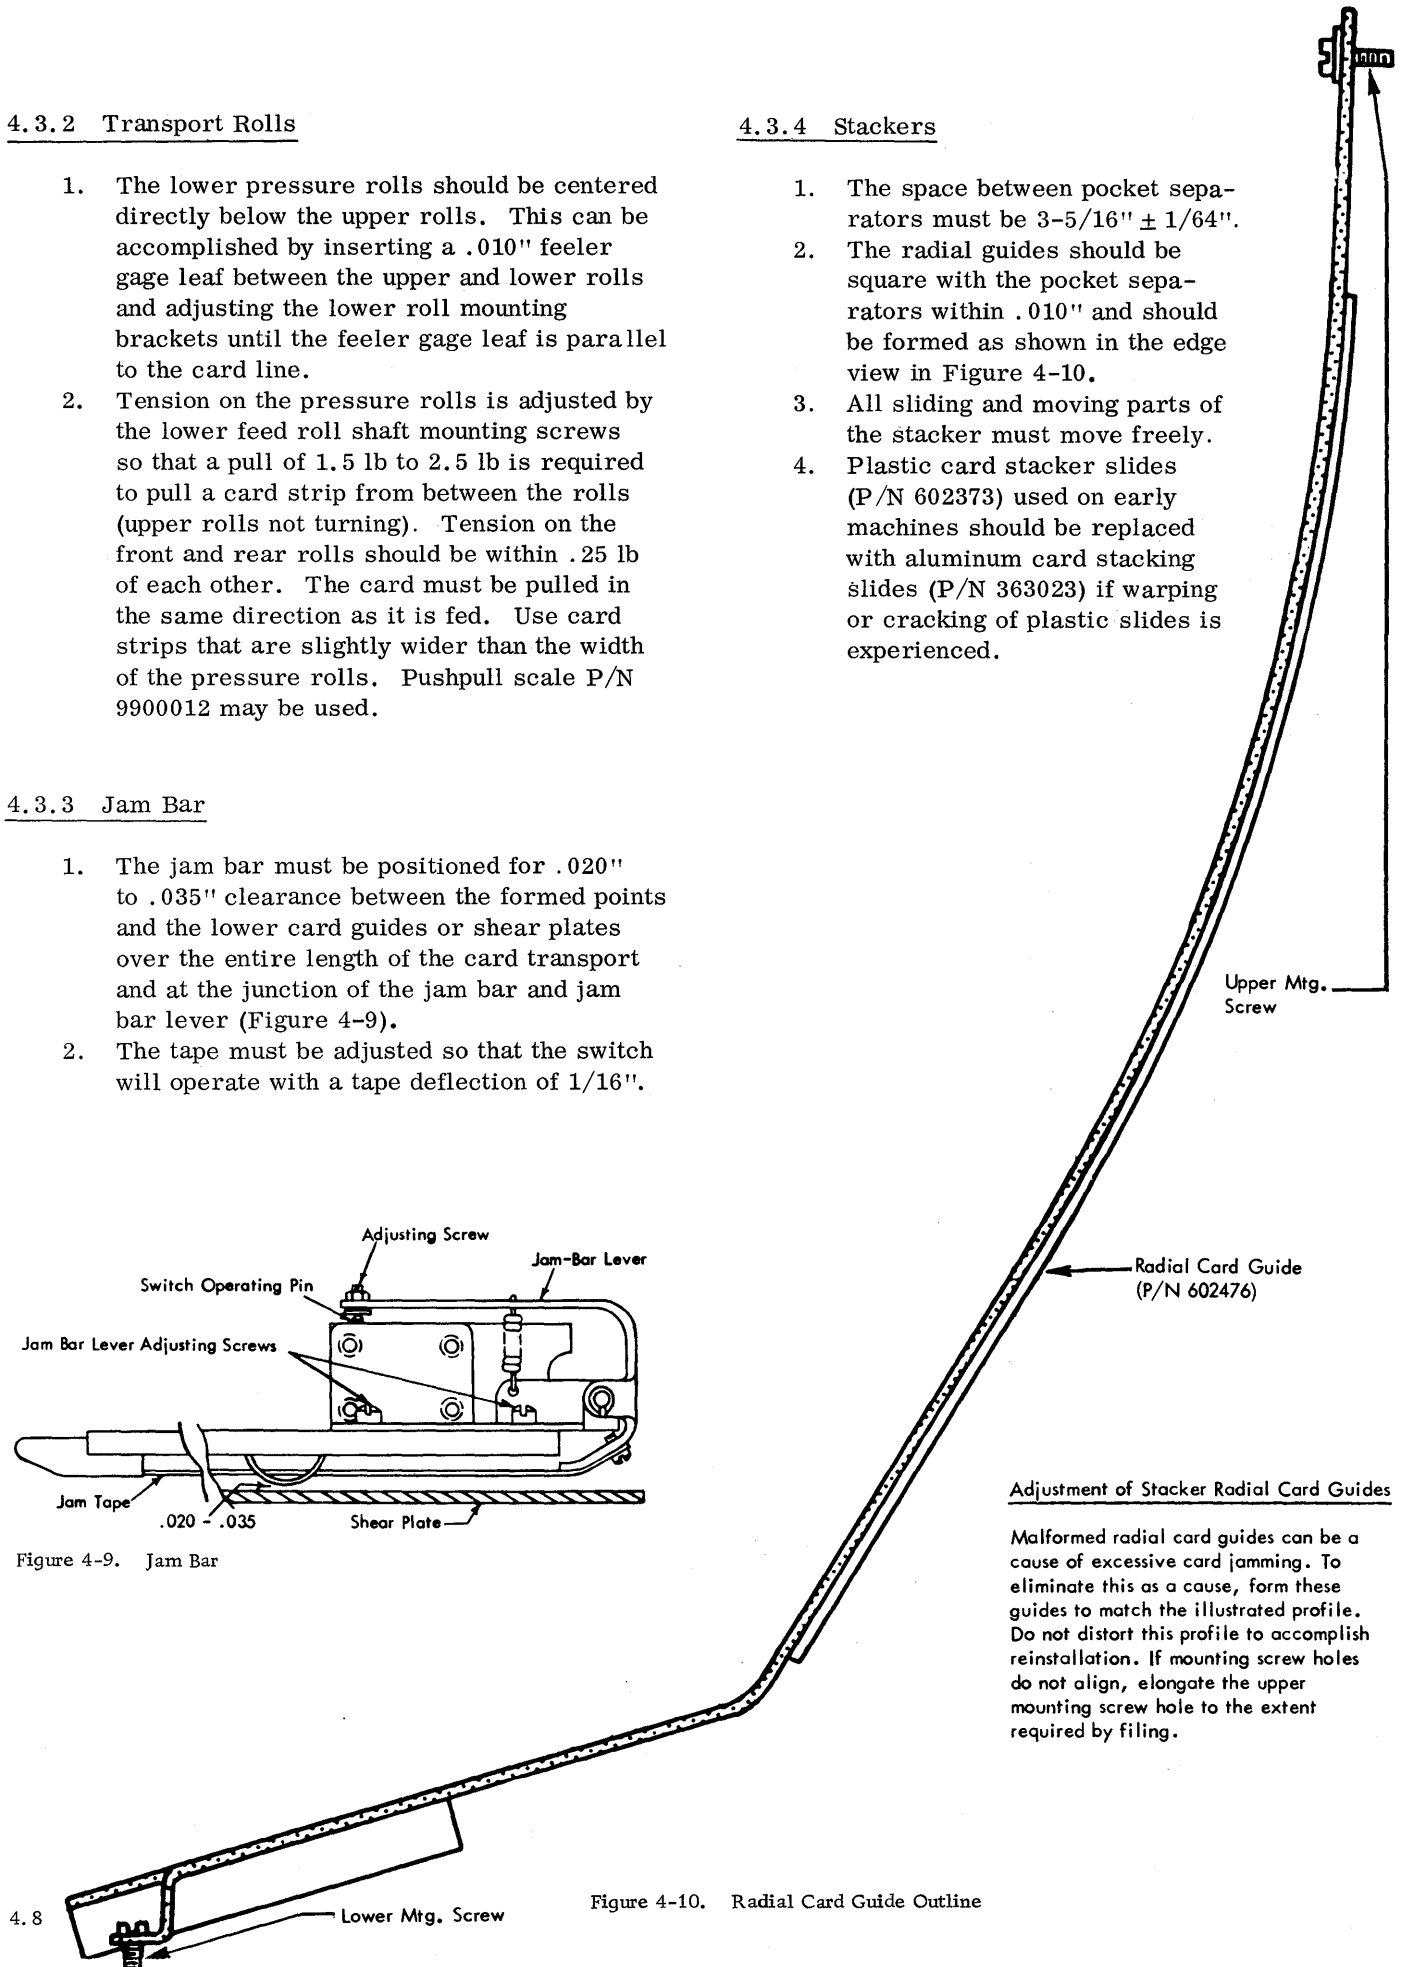 4.3.2 Transport Rolls
1. The lower pressure rolls should be centered
directly below the upper rolls. This can be
accomplished by inserting a .010" feeler
gage leaf between the upper and lower rolls
and adjusting the lower roll mounting
brackets until the feeler gage leaf is parallel
to the card line.
2. Tension on the pressure rolls is adjusted by
the lower feed roll shaft mounting screws
so that a pull of 1.5 lb to 2.5 lb is required
to pull a card strip from between the rolls
(upper rolls not turning). Tension on the
front and rear rolls should be within .25 lb
of each other. The card must be pulled in
the same direction as it is fed. Use card
strips that are slightly wider than the width
of the pressure rolls. Pushpull scale P/N
9900012 may be used.
4.3.3 Jam Bar
1. The jam bar must be positioned for .020"
to .035" clearance between the formed points
and the lower card guides or shear plates
over the entire length of the card transport
and at the junction of the jam bar and jam
bar lever (Figure 4-9).
2. The tape must be adjusted so that the switch
will operate with a tape deflection of 1/16".
Adjusting Screw
Jam-Bar Lever
Switch Operating Pin
Jam Bar Lever Adjusting Screws
Jam Tape
.020 - .035
Shear Plate
Figure 4-9. Jam Bar
4.3.4 Stackers
1. The space between pocket sepa-
rators must be 3-5/16" ± 1/64".
2. The radial guides should be
square with the pocket sepa-
rators within .010" and should
be formed as shown in the edge
view in Figure 4-10.
3. All sliding and moving parts of
the stacker must move freely.
4. Plastic card stacker slides
(P/N 602373) used on early
machines should be replaced
with aluminum card stacking
slides (P/N 363023) if warping
or cracking of plastic slides is
experienced.
Upper Mtg.
Screw
Radial Card Guide
(P/N 602476)
Adjustment of Stacker Radial Card Guides
Malformed radial card guides can be a
cause of excessive card jamming. To
eliminate this as a cause, form these
guides to match the illustrated profile.
Do not distort this profile to accomplish
reinstallation. If mounting screw holes
do not align, elongate the upper
mounting screw hole to the extent
required by filing.
Lower Mtg. Screw
Figure 4-10. Radial Card Guide Outline
4.8